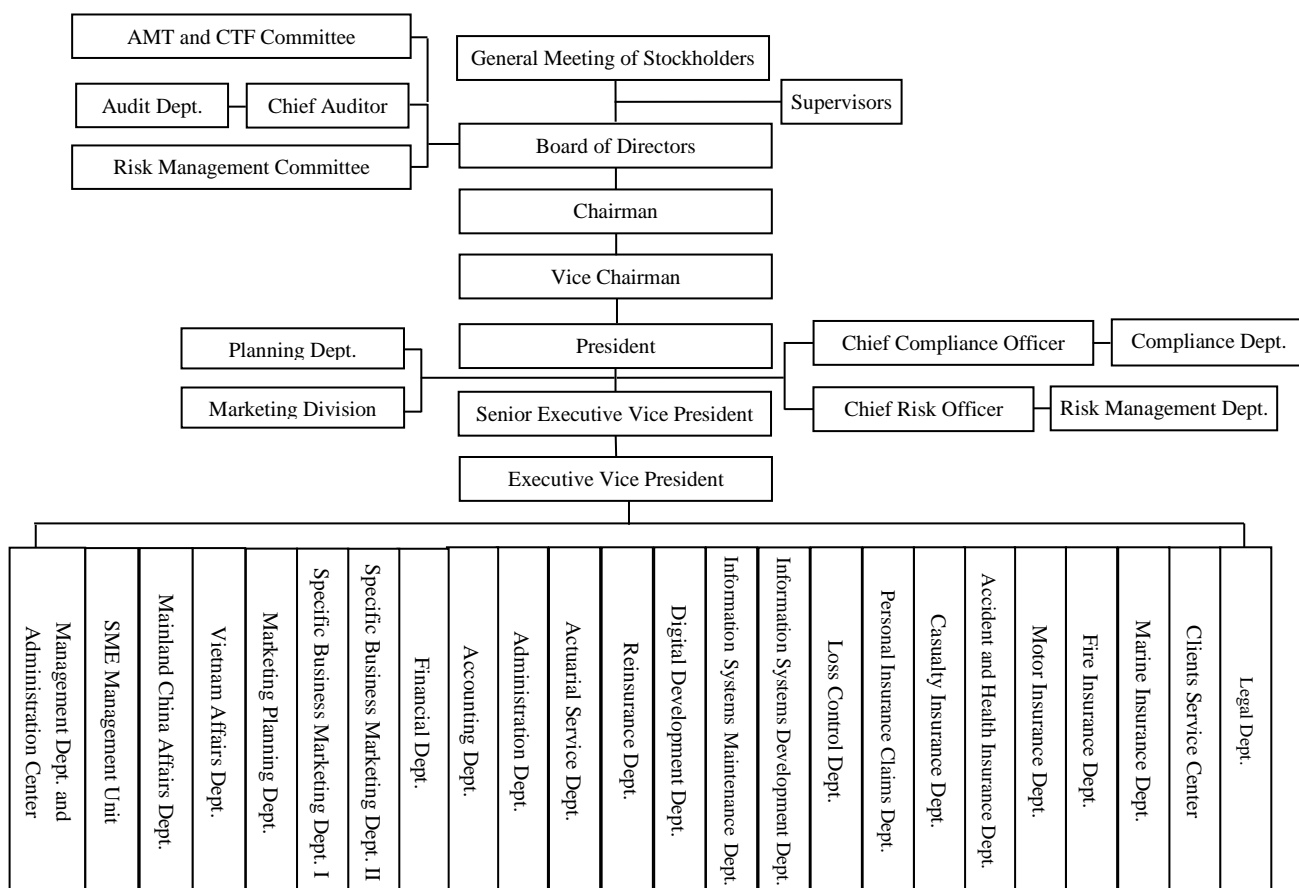 AMT and CTF Committee
General Meeting of Stockholders
Audit Dept.
Chief Auditor
Supervisors
Board of Directors
Risk Management Committee
Chairman
Vice Chairman
Planning Dept.
President
Chief Compliance Officer
Compliance Dept.
Marketing Division
Senior Executive Vice President
Chief Risk Officer
Risk Management Dept.
Executive Vice President
Management Dept. and
Administration Center
SME Management Unit
Mainland China Affairs Dept.
Vietnam Affairs Dept.
Marketing Planning Dept.
Specific Business Marketing Dept. I
Specific Business Marketing Dept. II
Financial Dept.
Accounting Dept.
Administration Dept.
Actuarial Service Dept.
Reinsurance Dept.
Digital Development Dept.
Information Systems Maintenance Dept.
Information Systems Development Dept.
Loss Control Dept.
Personal Insurance Claims Dept.
Casualty Insurance Dept.
Accident and Health Insurance Dept.
Motor Insurance Dept.
Fire Insurance Dept.
Marine Insurance Dept.
Clients Service Center
Legal Dept.